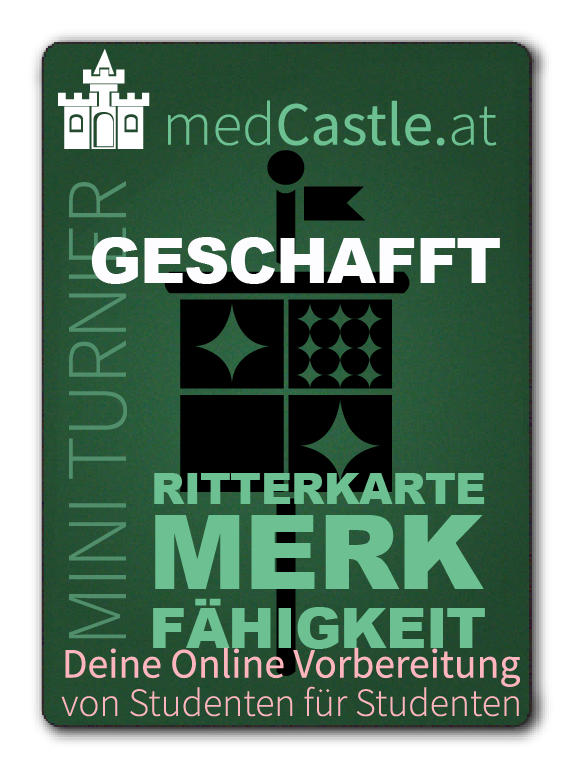 medCastle.at
MINI TURNIER
GESCHAFFT
RITTERKARTE
MERK
FÄHIGKEIT
Deine Online Vorbereitung
von Studenten für Studenten